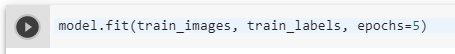 model.fit(train_images, train_labels, epochs=5)